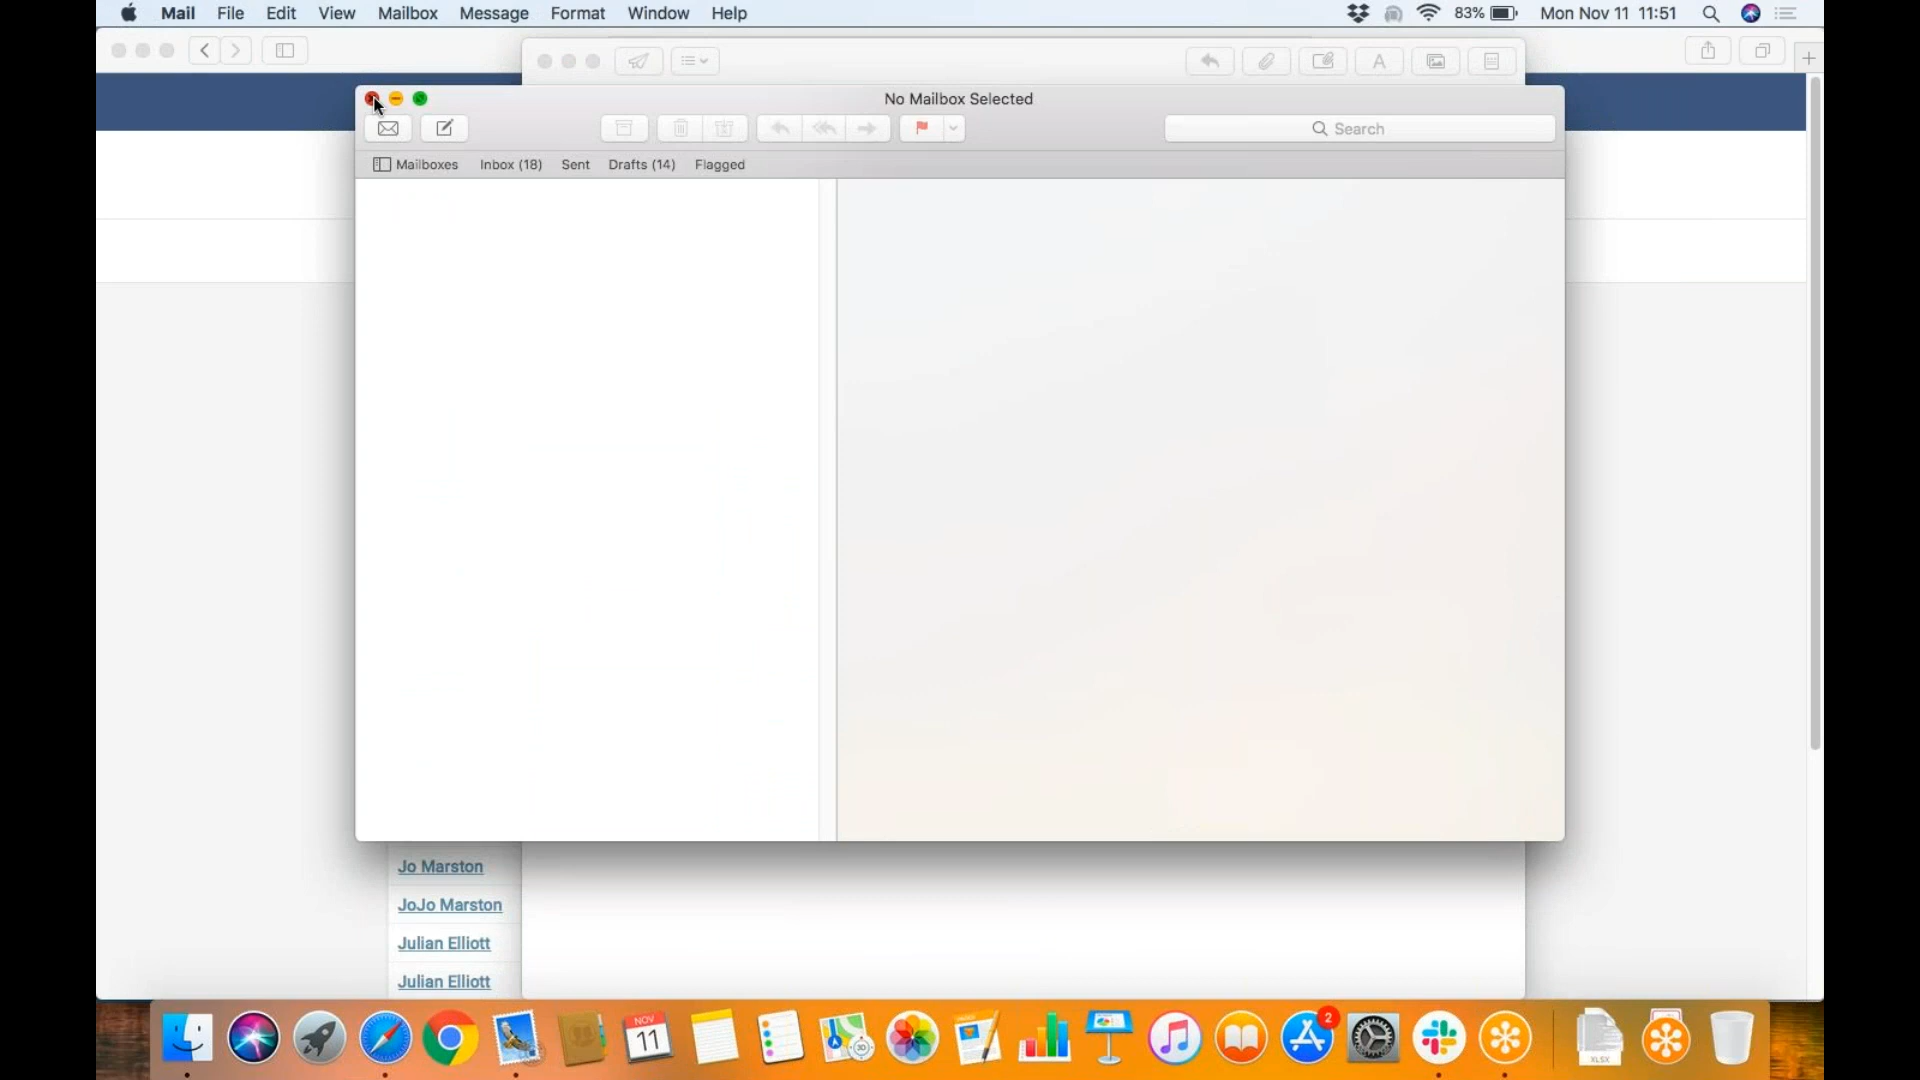 Mail File Edit View Mailbox Message Format Window Help 83% Mon Nov 11 11:51
No Mailbox Selected
Search
Mailboxes Inbox (18) Sent Drafts (14) Flagged
Jo Marston
JoJo Marston
Julian Elliott
Julian Elliott
NOV
11
2
XLSX